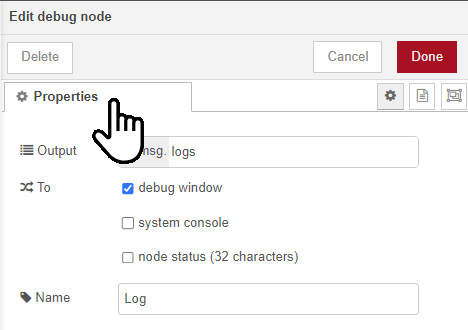 Edit debug node
Delete Cancel Done
Properties
Output msg. logs
To debug window
system console
node status (32 characters)
Name Log